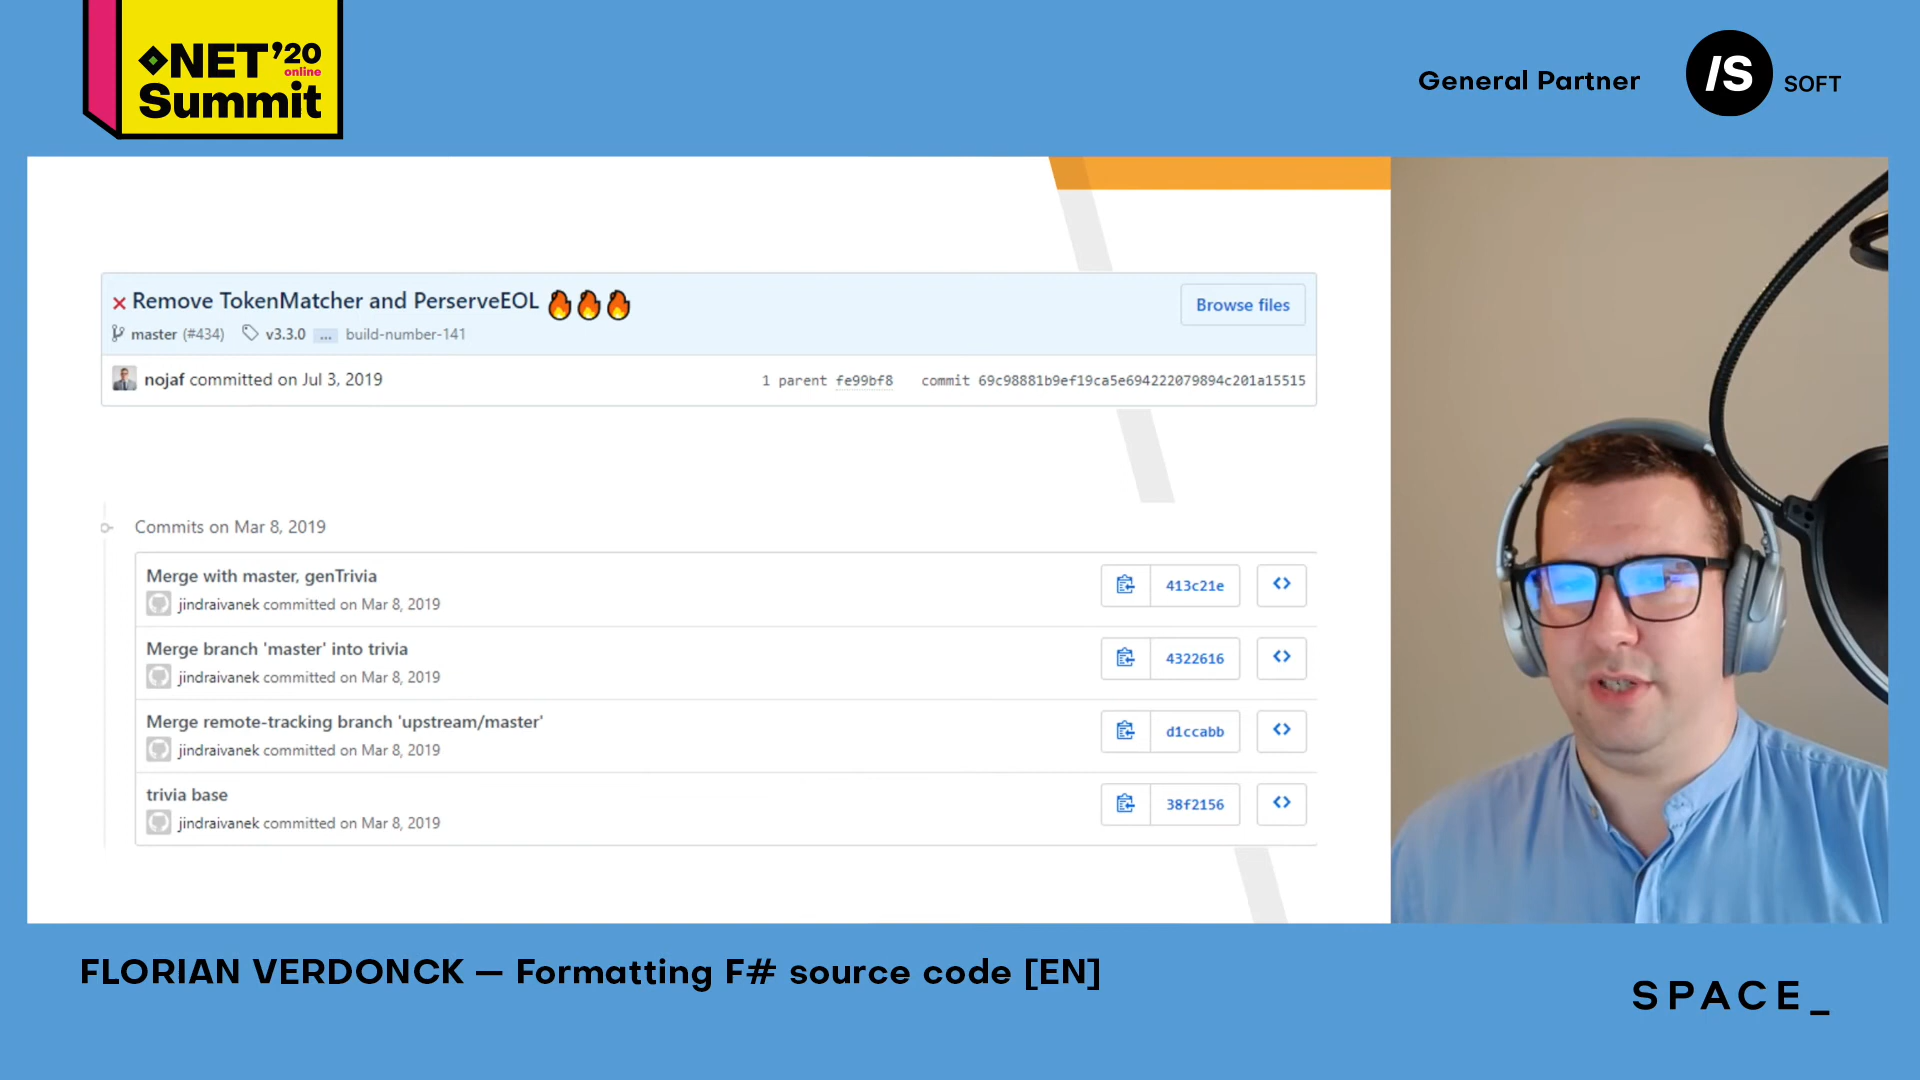 NET'20
online
Summit
General Partner
/S SOFT
Remove TokenMatcher and PerserveEOL 🔥🔥🔥
Browse files
master (#434) v3.3.0 ... build-number-141
nojaf committed on Jul 3, 2019
1 parent fe99bf8 commit 69c98881b9ef19ca5e694222079894c201a15515
Commits on Mar 8, 2019
Merge with master, genTrivia
jindraivanek committed on Mar 8, 2019
413c21e
Merge branch 'master' into trivia
jindraivanek committed on Mar 8, 2019
4322616
Merge remote-tracking branch 'upstream/master'
jindraivanek committed on Mar 8, 2019
d1ccabb
trivia base
jindraivanek committed on Mar 8, 2019
38f2156
FLORIAN VERDONCK — Formatting F# source code [EN]
SPACE_